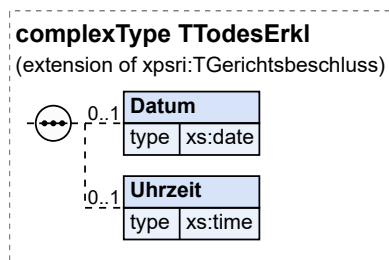 complexType TTodesErkl
(extension of xpsri:TGerichtsbeschluss)
0..1 Datum
type xs:date
0..1 Uhrzeit
type xs:time